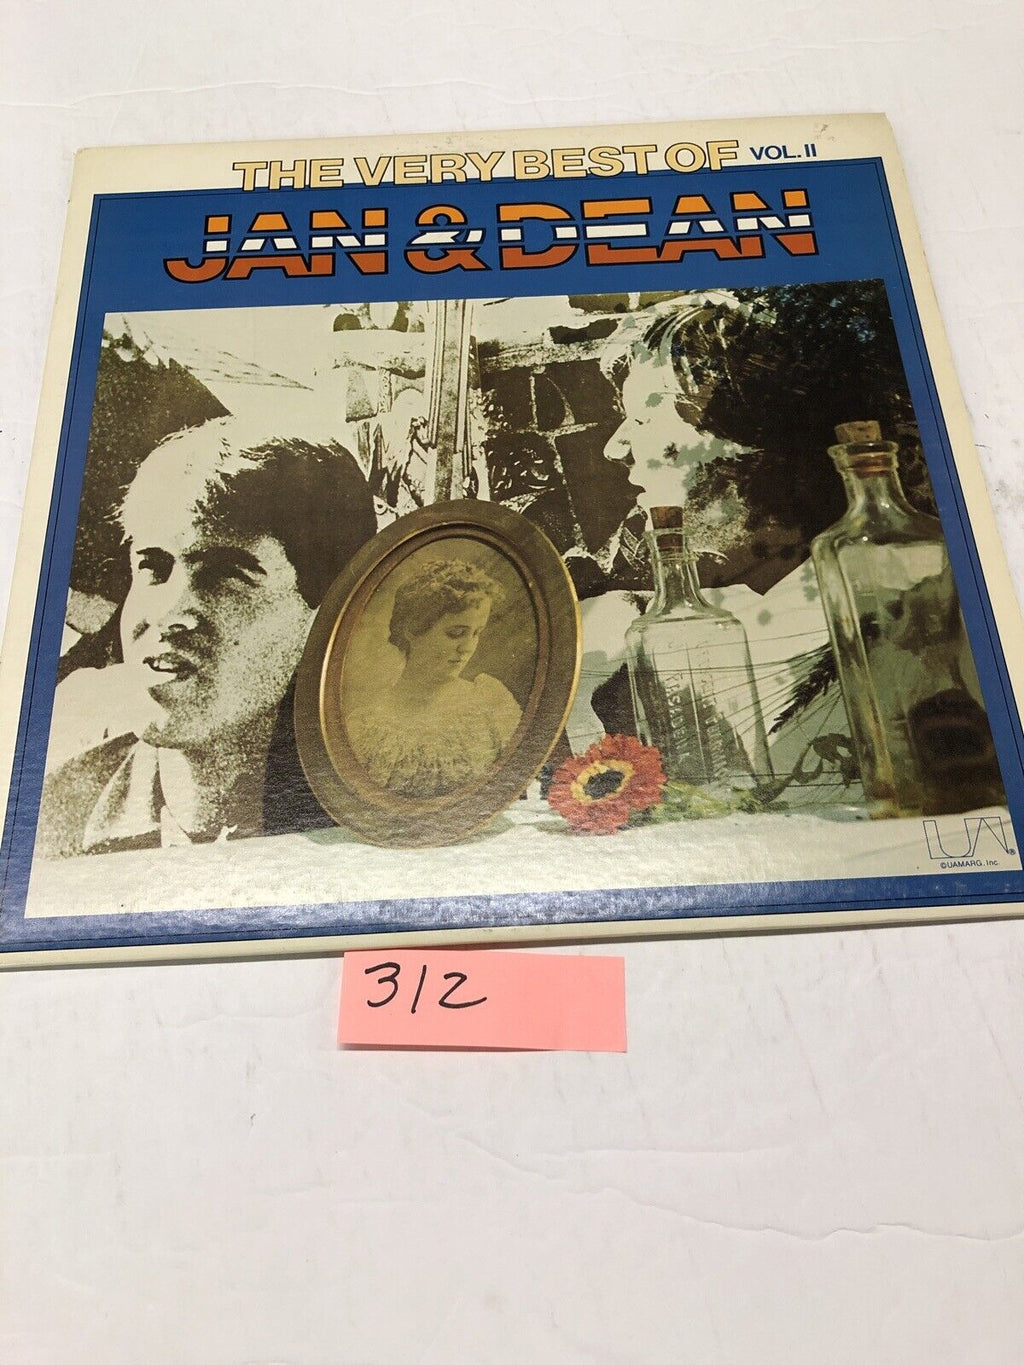 THE VERY BEST OF VOL. II
JAN & DEAN
UA®
©UAMARG. Inc.
312